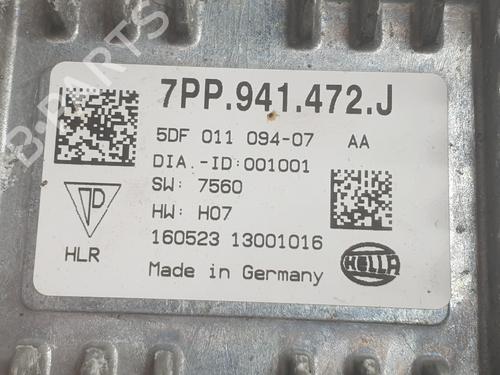 7PP.941.472.J
5DF 011 094-07 AA
DIA.-ID:001001
SW: 7560
HW: H07
160523 13001016
HLR
Made in Germany
HELLA
B-PARTS